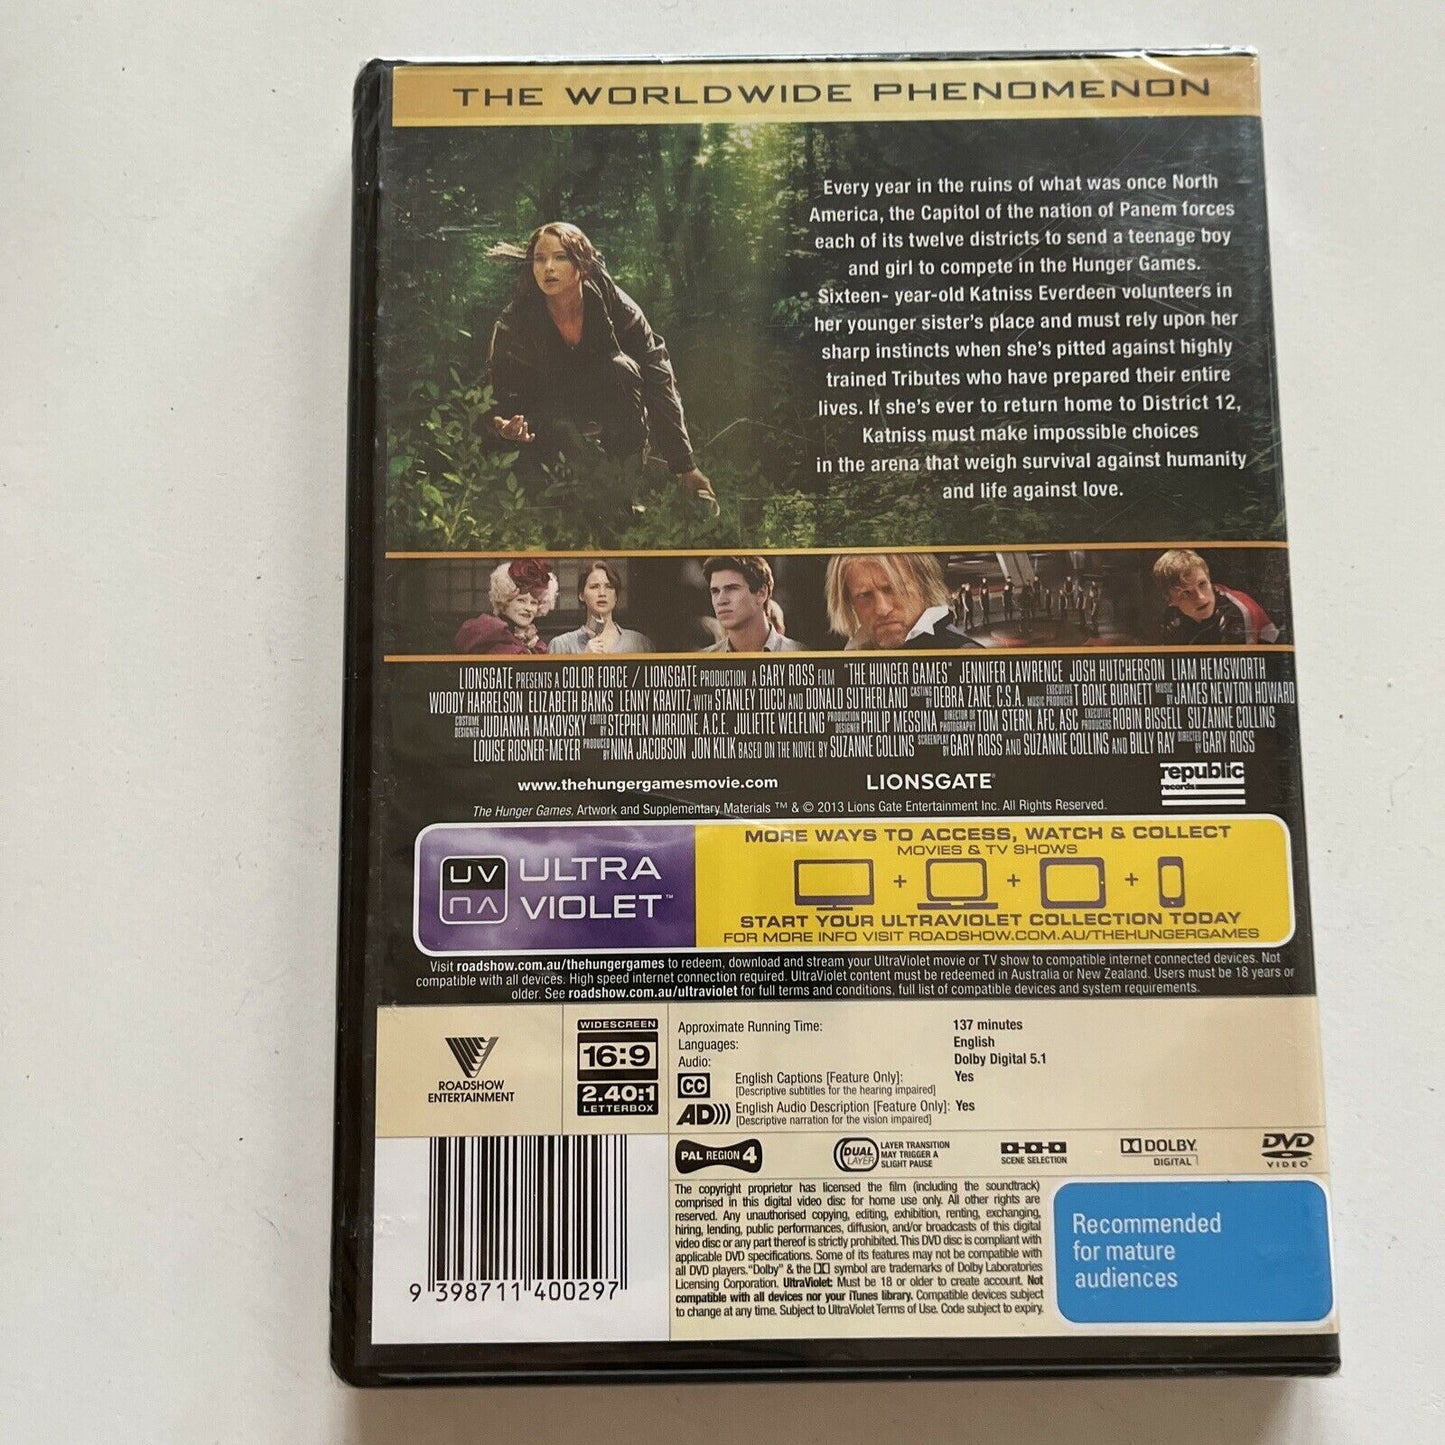 THE WORLDWIDE PHENOMENON
Every year in the ruins of what was once North
America, the Capitol of the nation of Panem forces
each of its twelve districts to send a teenage boy
and girl to compete in the Hunger Games.
Sixteen- year-old Katniss Everdeen volunteers in
her younger sister's place and must rely upon her
sharp instincts when she's pitted against highly
trained Tributes who have prepared their entire
lives. If she's ever to return home to District 12,
Katniss must make impossible choices
in the arena that weigh survival against humanity
and life against love.
LIONSGATE PRESENTS A COLOR FORCE / LIONSGATE PRODUCTION A GARY ROSS FILM "THE HUNGER GAMES" JENNIFER LAWRENCE JOSH HUTCHERSON LIAM HEMSWORTH
WOODY HARRELSON ELIZABETH BANKS LENNY KRAVITZ WITH STANLEY TUCCI AND DONALD SUTHERLAND CASTING BY DEBRA ZANE, C.S.A. EXECUTIVE MUSIC PRODUCER T BONE BURNETT MUSIC BY JAMES NEWTON HOWARD
COSTUME DESIGNER JUDIANNA MAKOVSKY EDITED BY STEPHEN MIRRIONE, A.C.E. JULIETTE WELFLING PRODUCTION DESIGNER PHILIP MESSINA DIRECTOR OF PHOTOGRAPHY TOM STERN, AFC, ASC EXECUTIVE PRODUCERS ROBIN BISSELL SUZANNE COLLINS
LOUISE ROSNER-MEYER PRODUCED BY NINA JACOBSON JON KILIK BASED ON THE NOVEL BY SUZANNE COLLINS SCREENPLAY BY GARY ROSS AND SUZANNE COLLINS AND BILLY RAY DIRECTED BY GARY ROSS
www.thehungergamesmovie.com LIONSGATE® republic records
The Hunger Games, Artwork and Supplementary Materials ™ & © 2013 Lions Gate Entertainment Inc. All Rights Reserved.
UV
ULTRA
VIOLET™
MORE WAYS TO ACCESS, WATCH & COLLECT
MOVIES & TV SHOWS
+ + +
START YOUR ULTRAVIOLET COLLECTION TODAY
FOR MORE INFO VISIT ROADSHOW.COM.AU/THEHUNGERGAMES
Visit roadshow.com.au/thehungergames to redeem, download and stream your UltraViolet movie or TV show to compatible internet connected devices. Not
compatible with all devices. High speed internet connection required. UltraViolet content must be redeemed in Australia or New Zealand. Users must be 18 years or
older. See roadshow.com.au/ultraviolet for full terms and conditions, full list of compatible devices and system requirements.
ROADSHOW
ENTERTAINMENT
WIDESCREEN
16:9
2.40:1
LETTERBOX
Approximate Running Time: 137 minutes
Languages: English
Audio: Dolby Digital 5.1
CC English Captions [Feature Only]: Yes
[Descriptive subtitles for the hearing impaired]
AD))) English Audio Description [Feature Only]: Yes
[Descriptive narration for the vision impaired]
PAL REGION 4
DUAL
LAYER
LAYER TRANSITION
MAY TRIGGER A
SLIGHT PAUSE
SCENE SELECTION
DOLBY
DIGITAL
DVD
VIDEO
The copyright proprietor has licensed the film (including the soundtrack)
comprised in this digital video disc for home use only. All other rights are
reserved. Any unauthorised copying, editing, exhibition, renting, exchanging,
hiring, lending, public performances, diffusion, and/or broadcasts of this digital
video disc or any part thereof is strictly prohibited. This DVD disc is compliant with
applicable DVD specifications. Some of its features may not be compatible with
all DVD players. "Dolby" & the symbol are trademarks of Dolby Laboratories
Licensing Corporation. UltraViolet: Must be 18 or older to create account. Not
compatible with all devices nor your iTunes library. Compatible devices subject
to change at any time. Subject to UltraViolet Terms of Use. Code subject to expiry.
Recommended
for mature
audiences
9 398711 400297